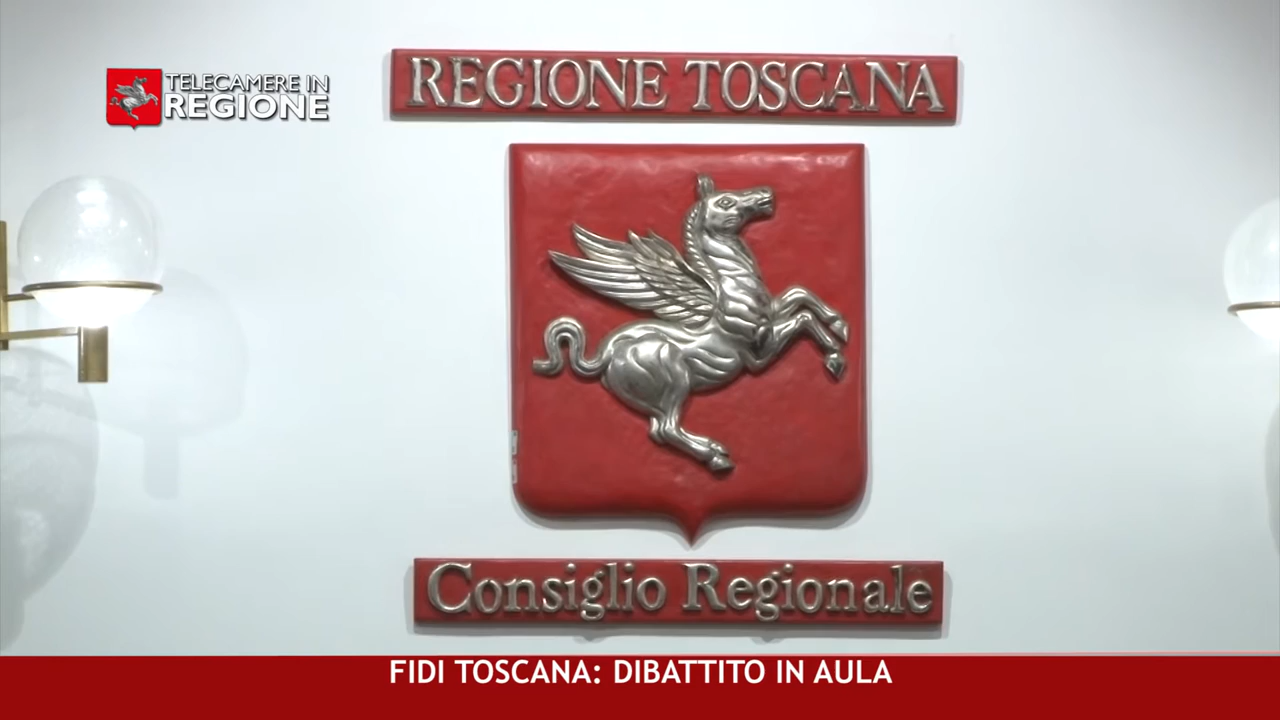 TELECAMERE IN
REGIONE
REGIONE TOSCANA
Consiglio Regionale
FIDI TOSCANA: DIBATTITO IN AULA